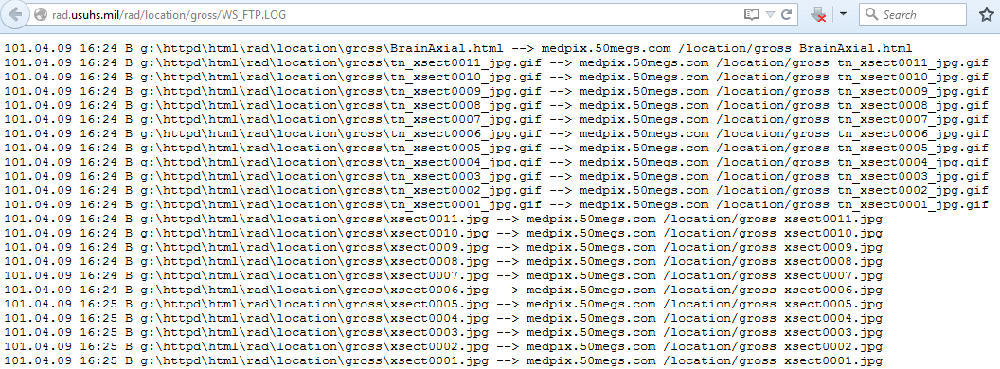 rad.usuhs.mil/rad/location/gross/WS_FTP.LOG
Search
101.04.09 16:24 B g:\httpd\html\rad\location\gross\BrainAxial.html --> medpix.50megs.com /location/gross BrainAxial.html
101.04.09 16:24 B g:\httpd\html\rad\location\gross\tn_xsect0011_jpg.gif --> medpix.50megs.com /location/gross tn_xsect0011_jpg.gif
101.04.09 16:24 B g:\httpd\html\rad\location\gross\tn_xsect0010_jpg.gif --> medpix.50megs.com /location/gross tn_xsect0010_jpg.gif
101.04.09 16:24 B g:\httpd\html\rad\location\gross\tn_xsect0009_jpg.gif --> medpix.50megs.com /location/gross tn_xsect0009_jpg.gif
101.04.09 16:24 B g:\httpd\html\rad\location\gross\tn_xsect0008_jpg.gif --> medpix.50megs.com /location/gross tn_xsect0008_jpg.gif
101.04.09 16:24 B g:\httpd\html\rad\location\gross\tn_xsect0007_jpg.gif --> medpix.50megs.com /location/gross tn_xsect0007_jpg.gif
101.04.09 16:24 B g:\httpd\html\rad\location\gross\tn_xsect0006_jpg.gif --> medpix.50megs.com /location/gross tn_xsect0006_jpg.gif
101.04.09 16:24 B g:\httpd\html\rad\location\gross\tn_xsect0005_jpg.gif --> medpix.50megs.com /location/gross tn_xsect0005_jpg.gif
101.04.09 16:24 B g:\httpd\html\rad\location\gross\tn_xsect0004_jpg.gif --> medpix.50megs.com /location/gross tn_xsect0004_jpg.gif
101.04.09 16:24 B g:\httpd\html\rad\location\gross\tn_xsect0003_jpg.gif --> medpix.50megs.com /location/gross tn_xsect0003_jpg.gif
101.04.09 16:24 B g:\httpd\html\rad\location\gross\tn_xsect0002_jpg.gif --> medpix.50megs.com /location/gross tn_xsect0002_jpg.gif
101.04.09 16:24 B g:\httpd\html\rad\location\gross\tn_xsect0001_jpg.gif --> medpix.50megs.com /location/gross tn_xsect0001_jpg.gif
101.04.09 16:24 B g:\httpd\html\rad\location\gross\xsect0011.jpg --> medpix.50megs.com /location/gross xsect0011.jpg
101.04.09 16:24 B g:\httpd\html\rad\location\gross\xsect0010.jpg --> medpix.50megs.com /location/gross xsect0010.jpg
101.04.09 16:24 B g:\httpd\html\rad\location\gross\xsect0009.jpg --> medpix.50megs.com /location/gross xsect0009.jpg
101.04.09 16:24 B g:\httpd\html\rad\location\gross\xsect0008.jpg --> medpix.50megs.com /location/gross xsect0008.jpg
101.04.09 16:24 B g:\httpd\html\rad\location\gross\xsect0007.jpg --> medpix.50megs.com /location/gross xsect0007.jpg
101.04.09 16:24 B g:\httpd\html\rad\location\gross\xsect0006.jpg --> medpix.50megs.com /location/gross xsect0006.jpg
101.04.09 16:25 B g:\httpd\html\rad\location\gross\xsect0005.jpg --> medpix.50megs.com /location/gross xsect0005.jpg
101.04.09 16:25 B g:\httpd\html\rad\location\gross\xsect0004.jpg --> medpix.50megs.com /location/gross xsect0004.jpg
101.04.09 16:25 B g:\httpd\html\rad\location\gross\xsect0003.jpg --> medpix.50megs.com /location/gross xsect0003.jpg
101.04.09 16:25 B g:\httpd\html\rad\location\gross\xsect0002.jpg --> medpix.50megs.com /location/gross xsect0002.jpg
101.04.09 16:25 B g:\httpd\html\rad\location\gross\xsect0001.jpg --> medpix.50megs.com /location/gross xsect0001.jpg